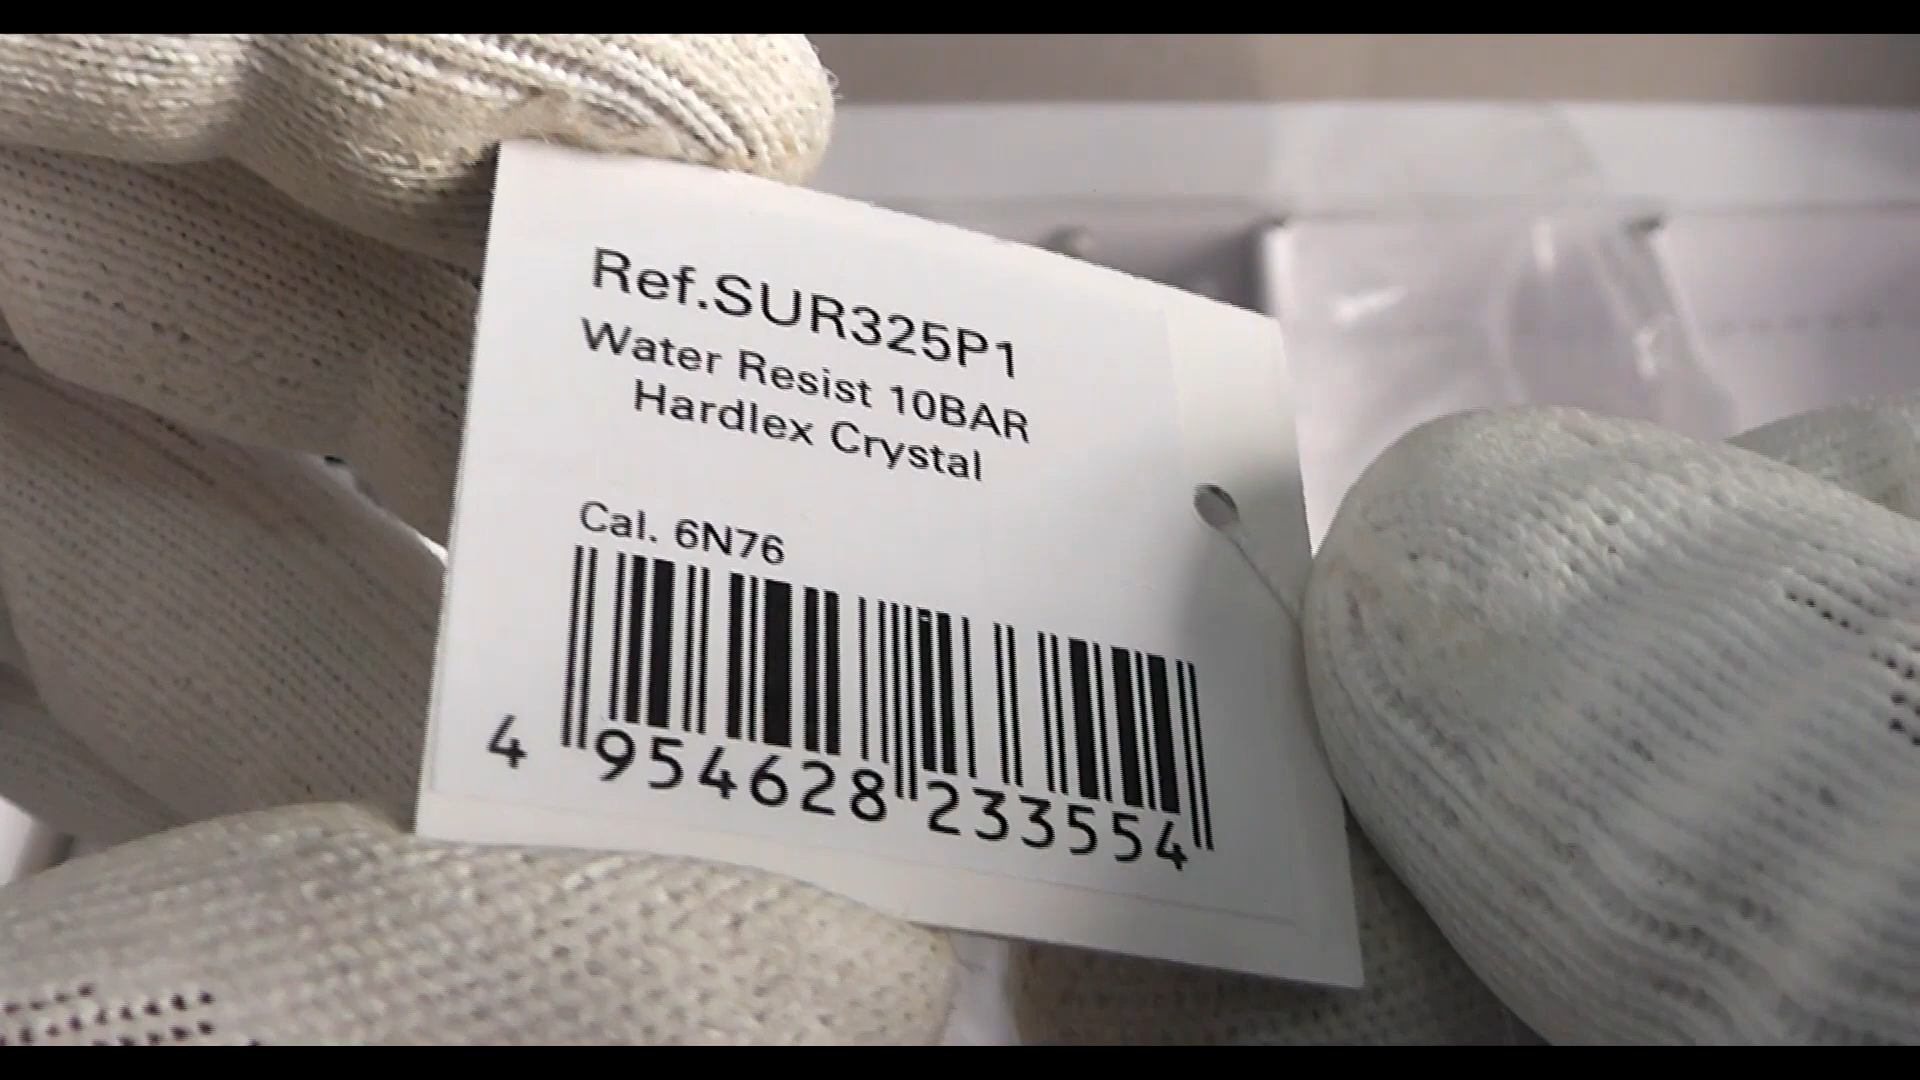 Ref.SUR325P1
Water Resist 10BAR
Hardlex Crystal
Cal. 6N76
4 954628 233554